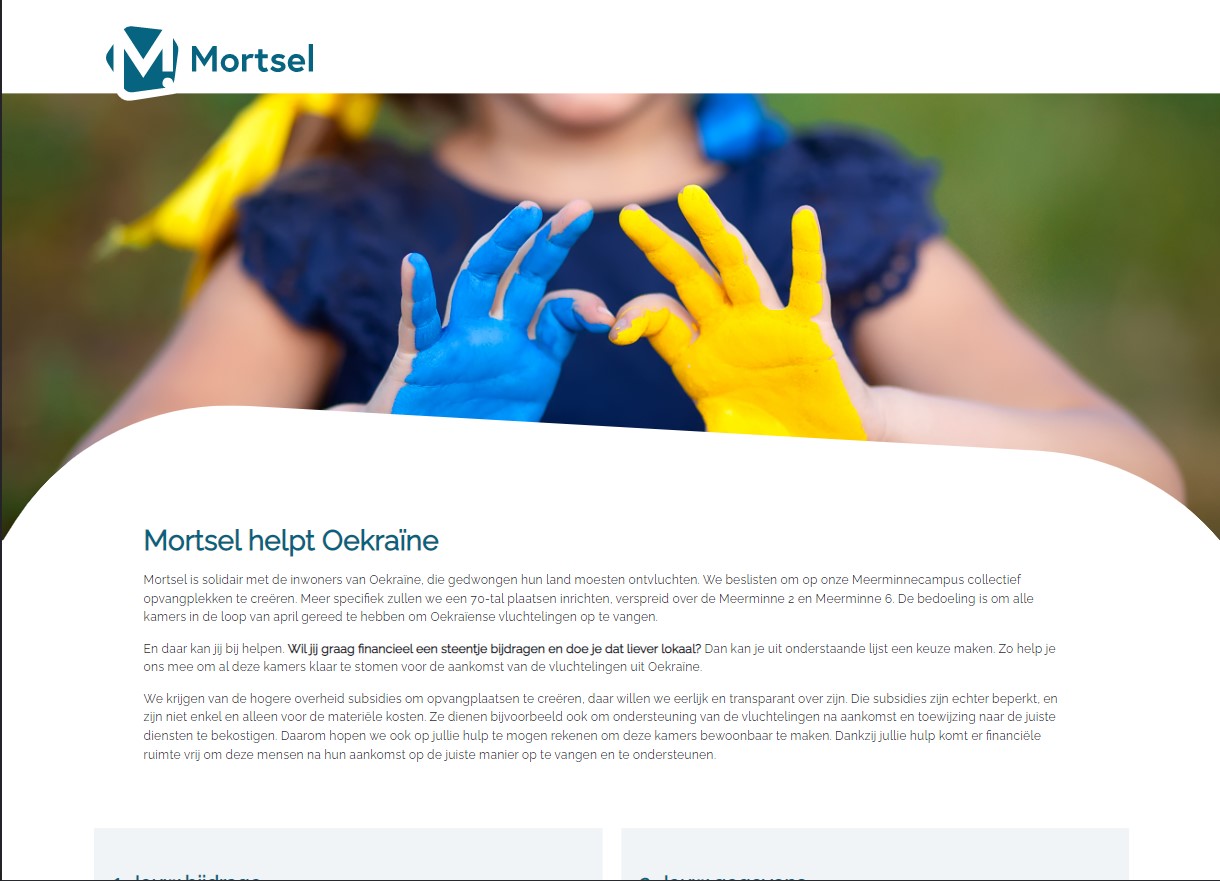 Mortsel
Mortsel helpt Oekraïne
Mortsel is solidair met de inwoners van Oekraïne, die gedwongen hun land moesten ontvluchten. We beslisten om op onze Meerminnecampus collectief
opvangplekken te creëren. Meer specifiek zullen we een 70-tal plaatsen inrichten, verspreid over de Meerminne 2 en Meerminne 6. De bedoeling is om alle
kamers in de loop van april gereed te hebben om Oekraïense vluchtelingen op te vangen.
En daar kan jij bij helpen. Wil jij graag financieel een steentje bijdragen en doe je dat liever lokaal? Dan kan je uit onderstaande lijst een keuze maken. Zo help je
ons mee om al deze kamers klaar te stomen voor de aankomst van de vluchtelingen uit Oekraïne.
We krijgen van de hogere overheid subsidies om opvangplaatsen te creëren, daar willen we eerlijk en transparant over zijn. Die subsidies zijn echter beperkt, en
zijn niet enkel en alleen voor de materiële kosten. Ze dienen bijvoorbeeld ook om ondersteuning van de vluchtelingen na aankomst en toewijzing naar de juiste
diensten te bekostigen. Daarom hopen we ook op jullie hulp te mogen rekenen om deze kamers bewoonbaar te maken. Dankzij jullie hulp komt er financiële
ruimte vrij om deze mensen na hun aankomst op de juiste manier op te vangen en te ondersteunen.